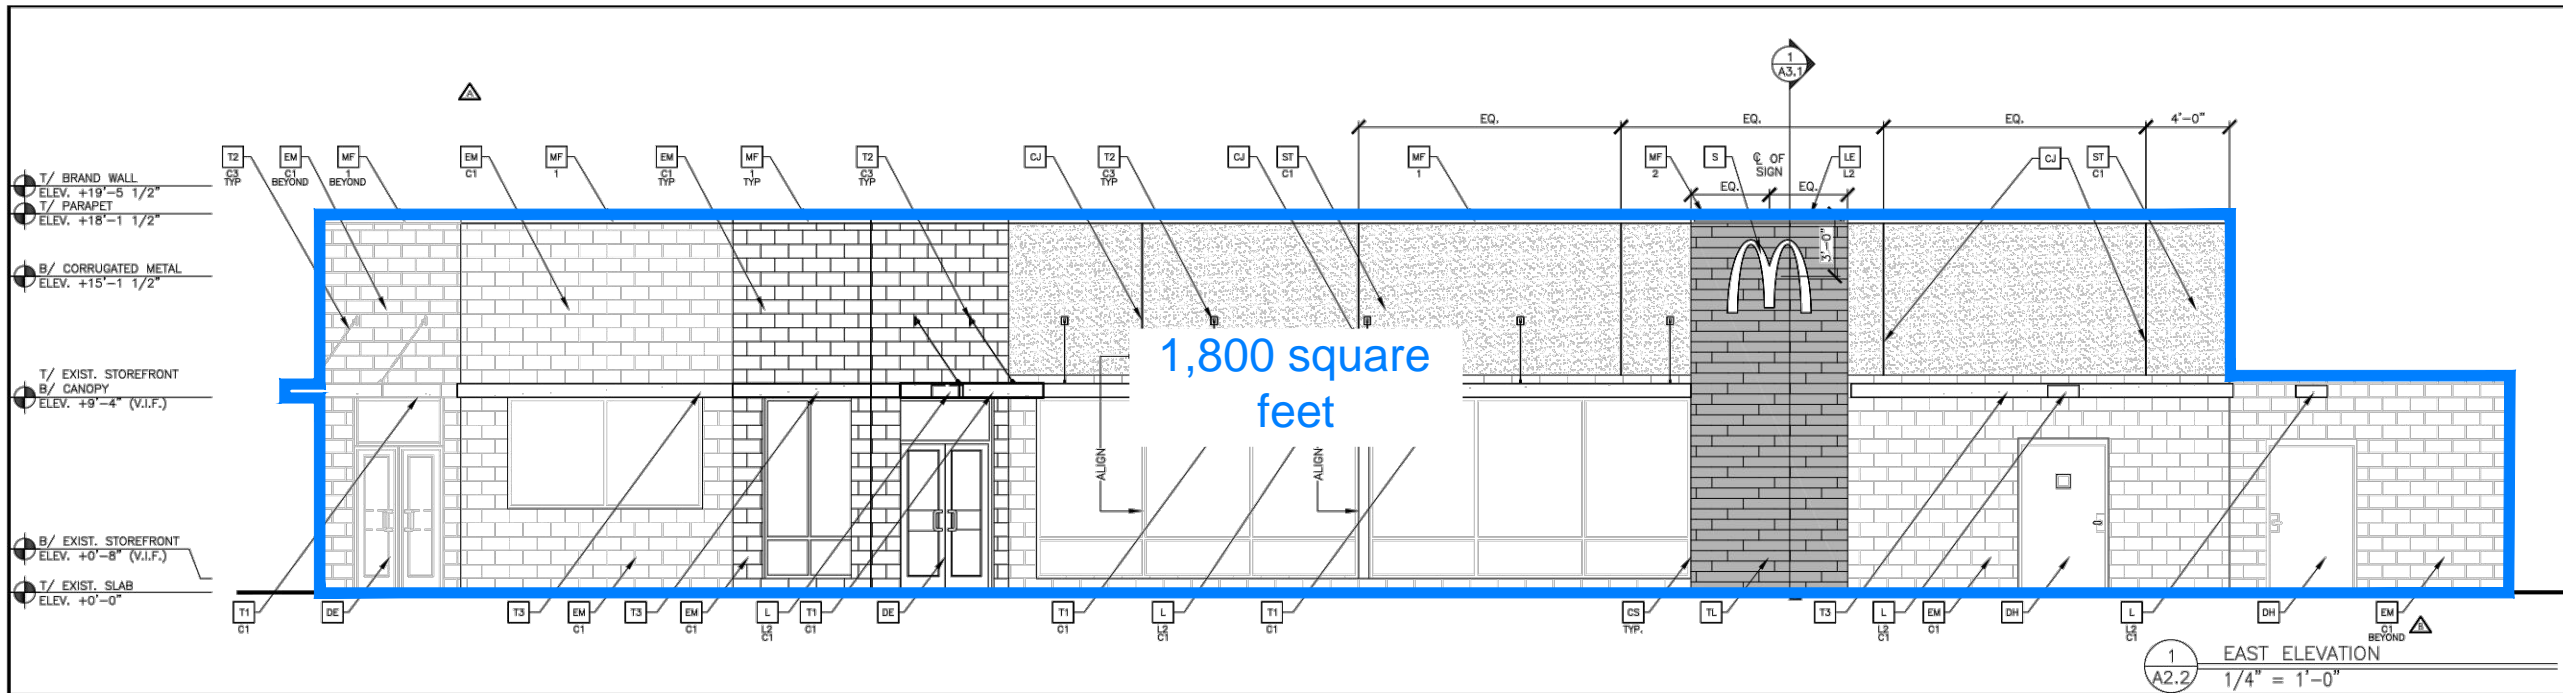 1
A3.1
A
EQ. EQ. EQ. 4'-0"
T2
C3
TYP
EM
C1
BEYOND
MF
1
BEYOND
EM
C1
MF
1
EM
C1
TYP
MF
1
TYP
T2
C3
TYP
CJ
T2
C3
TYP
CJ
ST
C1
MF
1
MF
2
S
℄ OF
SIGN
LE
L2
CJ
ST
C1
EQ. EQ.
T/ BRAND WALL
ELEV. +19'-5 1/2"
T/ PARAPET
ELEV. +18'-1 1/2"
3'-0"
B/ CORRUGATED METAL
ELEV. +15'-1 1/2"
1,800 square
feet
T/ EXIST. STOREFRONT
B/ CANOPY
ELEV. +9'-4" (V.I.F.)
ALIGN
ALIGN
B/ EXIST. STOREFRONT
ELEV. +0'-8" (V.I.F.)
T/ EXIST. SLAB
ELEV. +0'-0"
T1
C1
DE
T3
EM
C1
T3
EM
C1
L
L2
C1
T1
C1
DE
T1
C1
L
L2
C1
T1
C1
CS
TYP.
TL
T3
L
L2
C1
EM
C1
DH
L
L2
C1
DH
EM
C1
BEYOND
B
1
A2.2
EAST ELEVATION
1/4" = 1'-0"